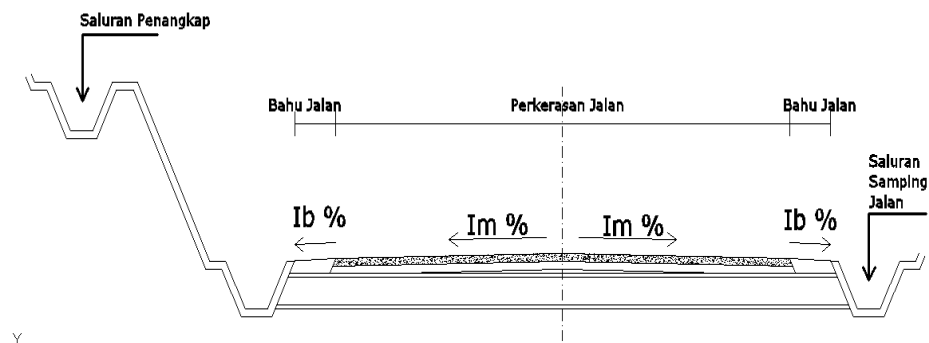 Saluran Penangkap
Bahu Jalan
Perkerasan Jalan
Bahu Jalan
Saluran
Samping
Jalan
Ib %
Im %
Im %
Ib %
Y